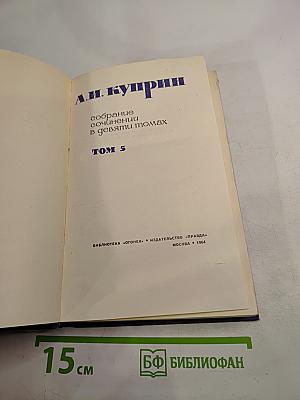 А.И. Куприн
собрание
сочинений
в девяти томах
ТОМ 5
БИБЛИОТЕКА «ОГОНЕК» • ИЗДАТЕЛЬСТВО «ПРАВДА»
МОСКВА • 1964
15 см
БФ БИБЛИОФАН